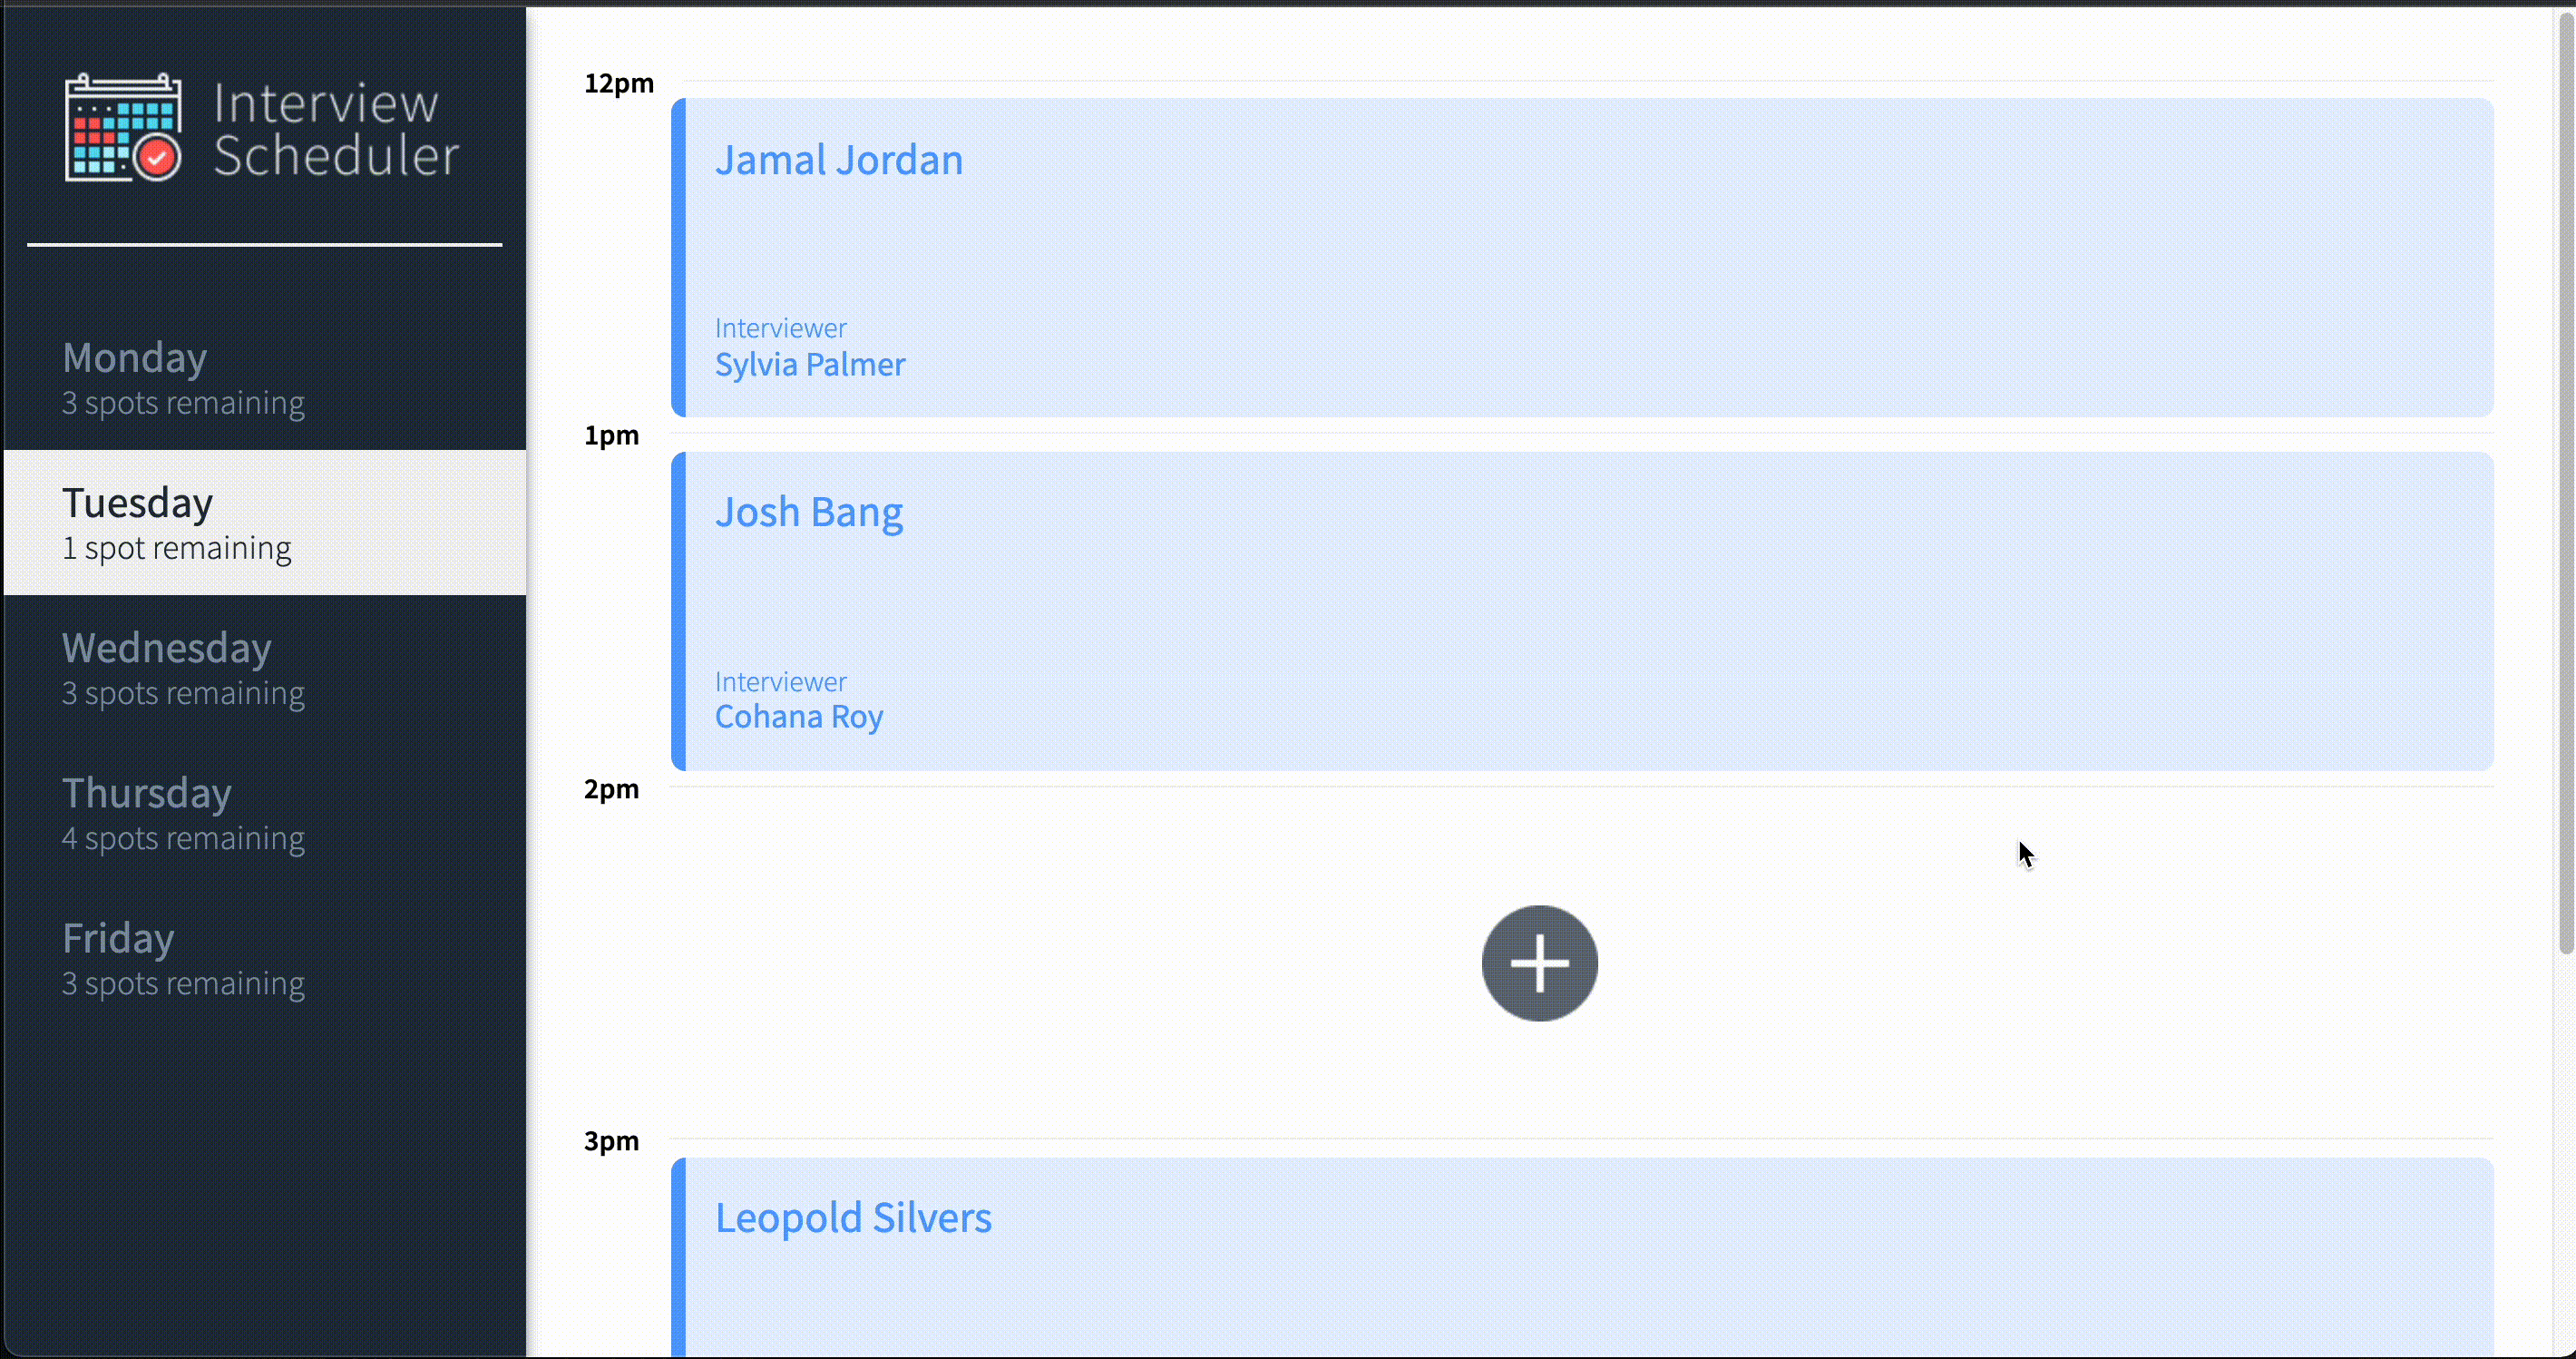 Interview
Scheduler
Monday
3 spots remaining
Tuesday
1 spot remaining
Wednesday
3 spots remaining
Thursday
4 spots remaining
Friday
3 spots remaining
12pm
Jamal Jordan
Interviewer
Sylvia Palmer
1pm
Josh Bang
Interviewer
Cohana Roy
2pm
3pm
Leopold Silvers